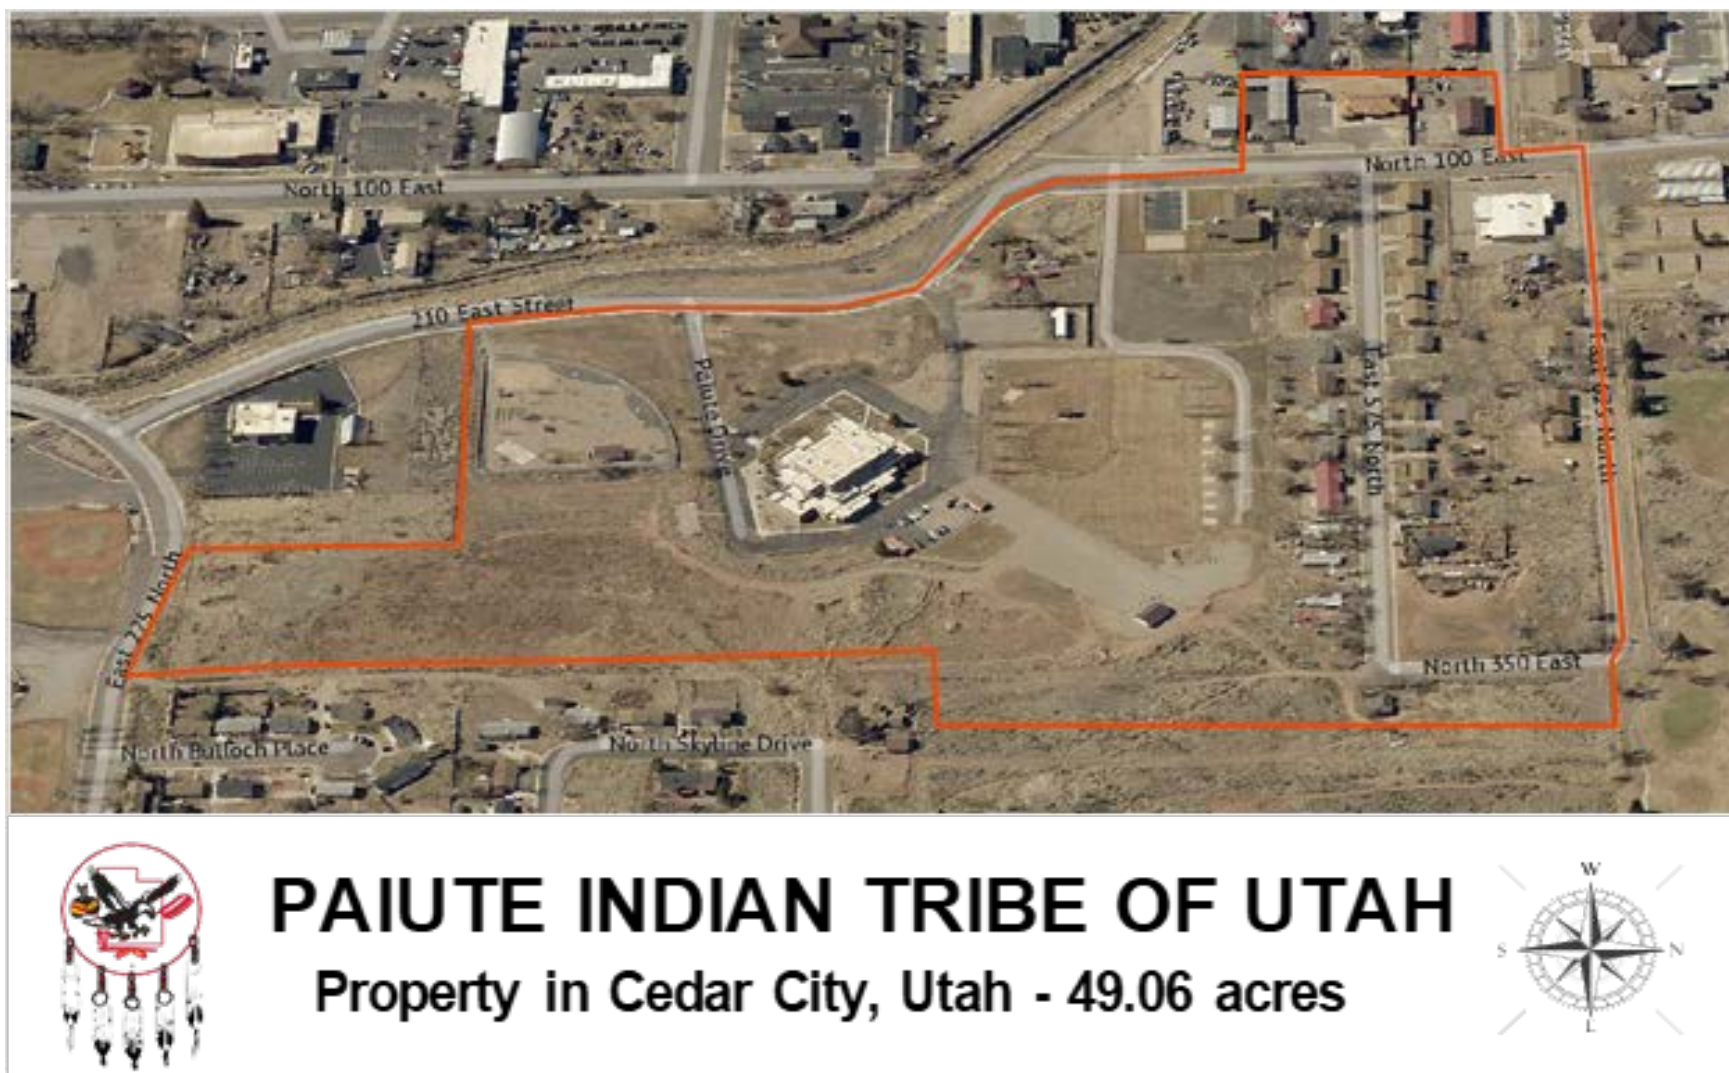 North 100 East
North 100 East
210 East Street
Paiute Drive
East 575 North
East 775 North
North 350 East
North Bulloch Place
North Skyline Drive
PAIUTE INDIAN TRIBE OF UTAH
Property in Cedar City, Utah - 49.06 acres
W
S
N